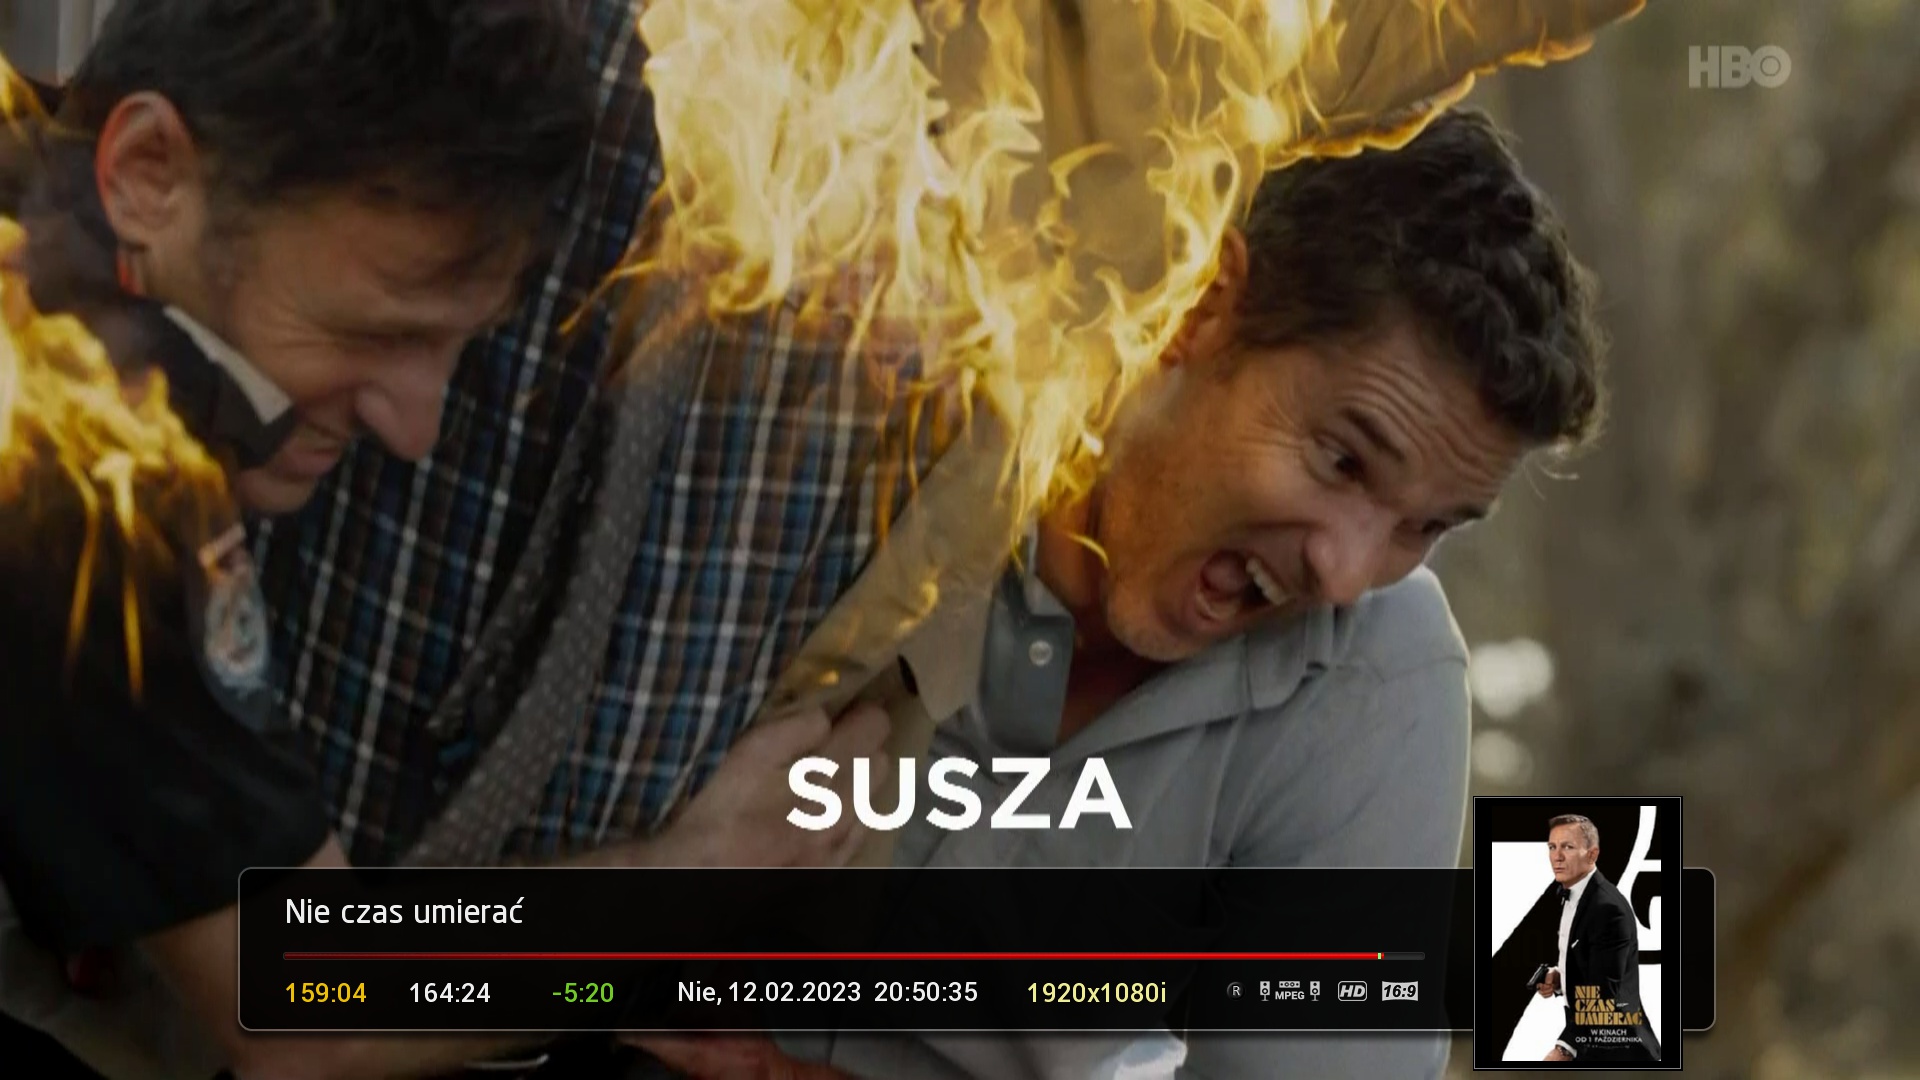 HBO
SUSZA
Nie czas umierać
159:04 164:24 -5:20 Nie, 12.02.2023 20:50:35 1920x1080i R MPEG HD 16:9
NIE
CZAS
UMIERAĆ
W KINACH
OD 1 PAŹDZIERNIKA